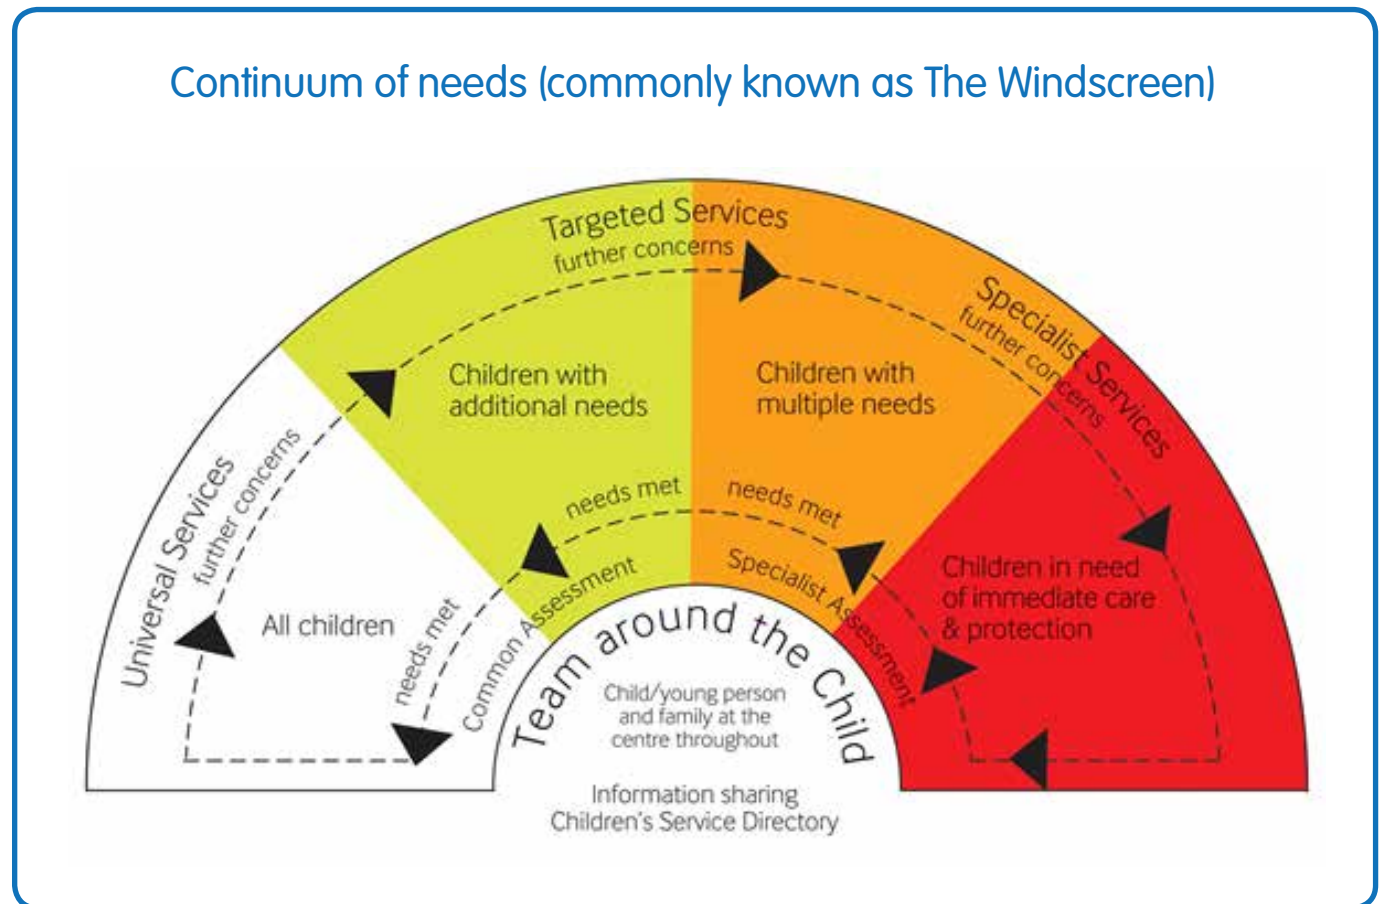 Continuum of needs (commonly known as The Windscreen)
Universal Services
further concerns
Targeted Services
further concerns
Specialist Services
further concerns
All children
Children with
additional needs
Children with
multiple needs
Children in need
of immediate care
& protection
needs met
needs met
needs met
Common Assessment
Specialist Assessment
Team around the Child
Child/young person
and family at the
centre throughout
Information sharing
Children's Service Directory